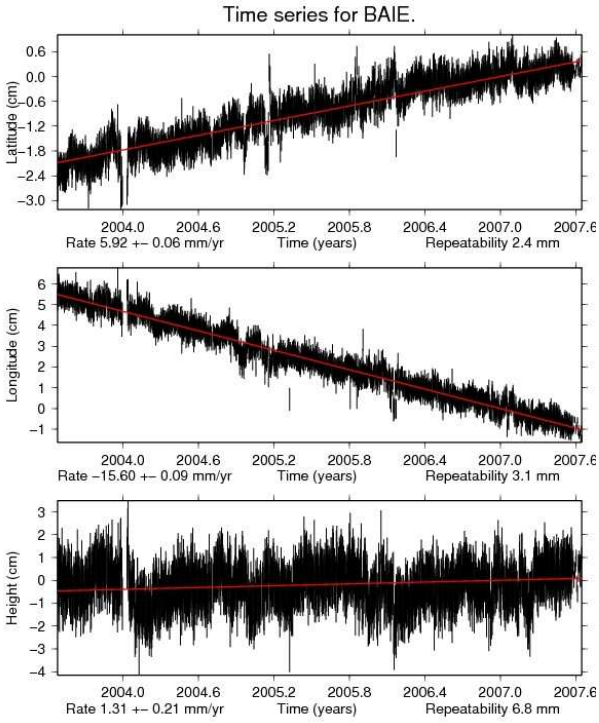 Time series for BAIE.
0.6
0.0
−0.6
−1.2
−1.8
−2.4
−3.0
Latitude (cm)
2004.0 2004.6 2005.2 2005.8 2006.4 2007.0 2007.6
Rate 5.92 +− 0.06 mm/yr Time (years) Repeatability 2.4 mm
6
5
4
3
2
1
0
−1
Longitude (cm)
2004.0 2004.6 2005.2 2005.8 2006.4 2007.0 2007.6
Rate −15.60 +− 0.09 mm/yr Time (years) Repeatability 3.1 mm
3
2
1
0
−1
−2
−3
−4
Height (cm)
2004.0 2004.6 2005.2 2005.8 2006.4 2007.0 2007.6
Rate 1.31 +− 0.21 mm/yr Time (years) Repeatability 6.8 mm